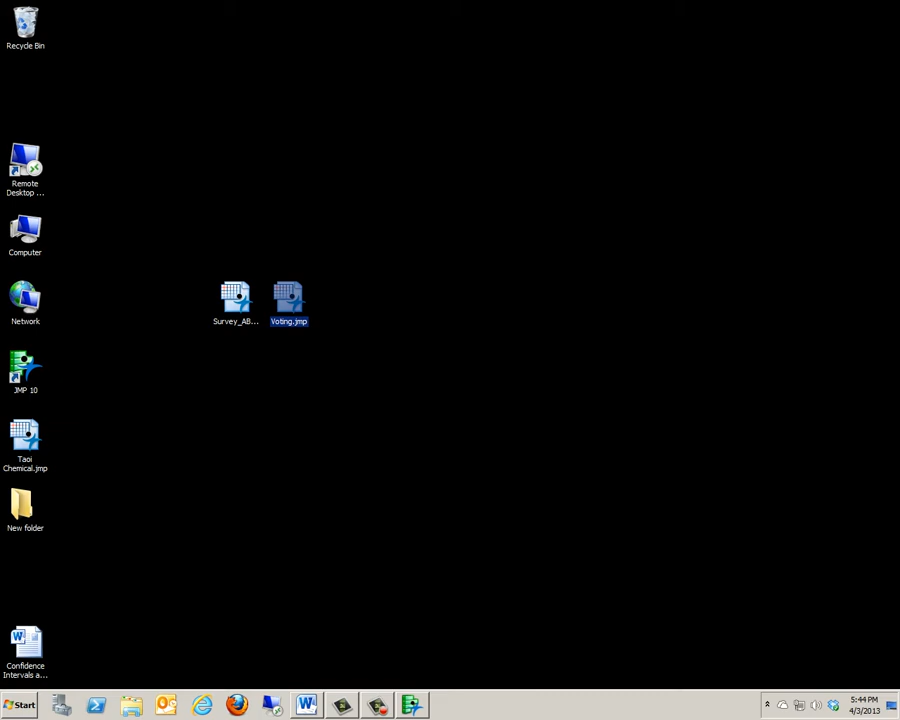 Recycle Bin
Remote
Desktop ...
Computer
Network
Survey_AB...
Voting.jmp
JMP 10
Taoi
Chemical.jmp
New folder
Confidence
Intervals a...
Start
5:44 PM
4/3/2013